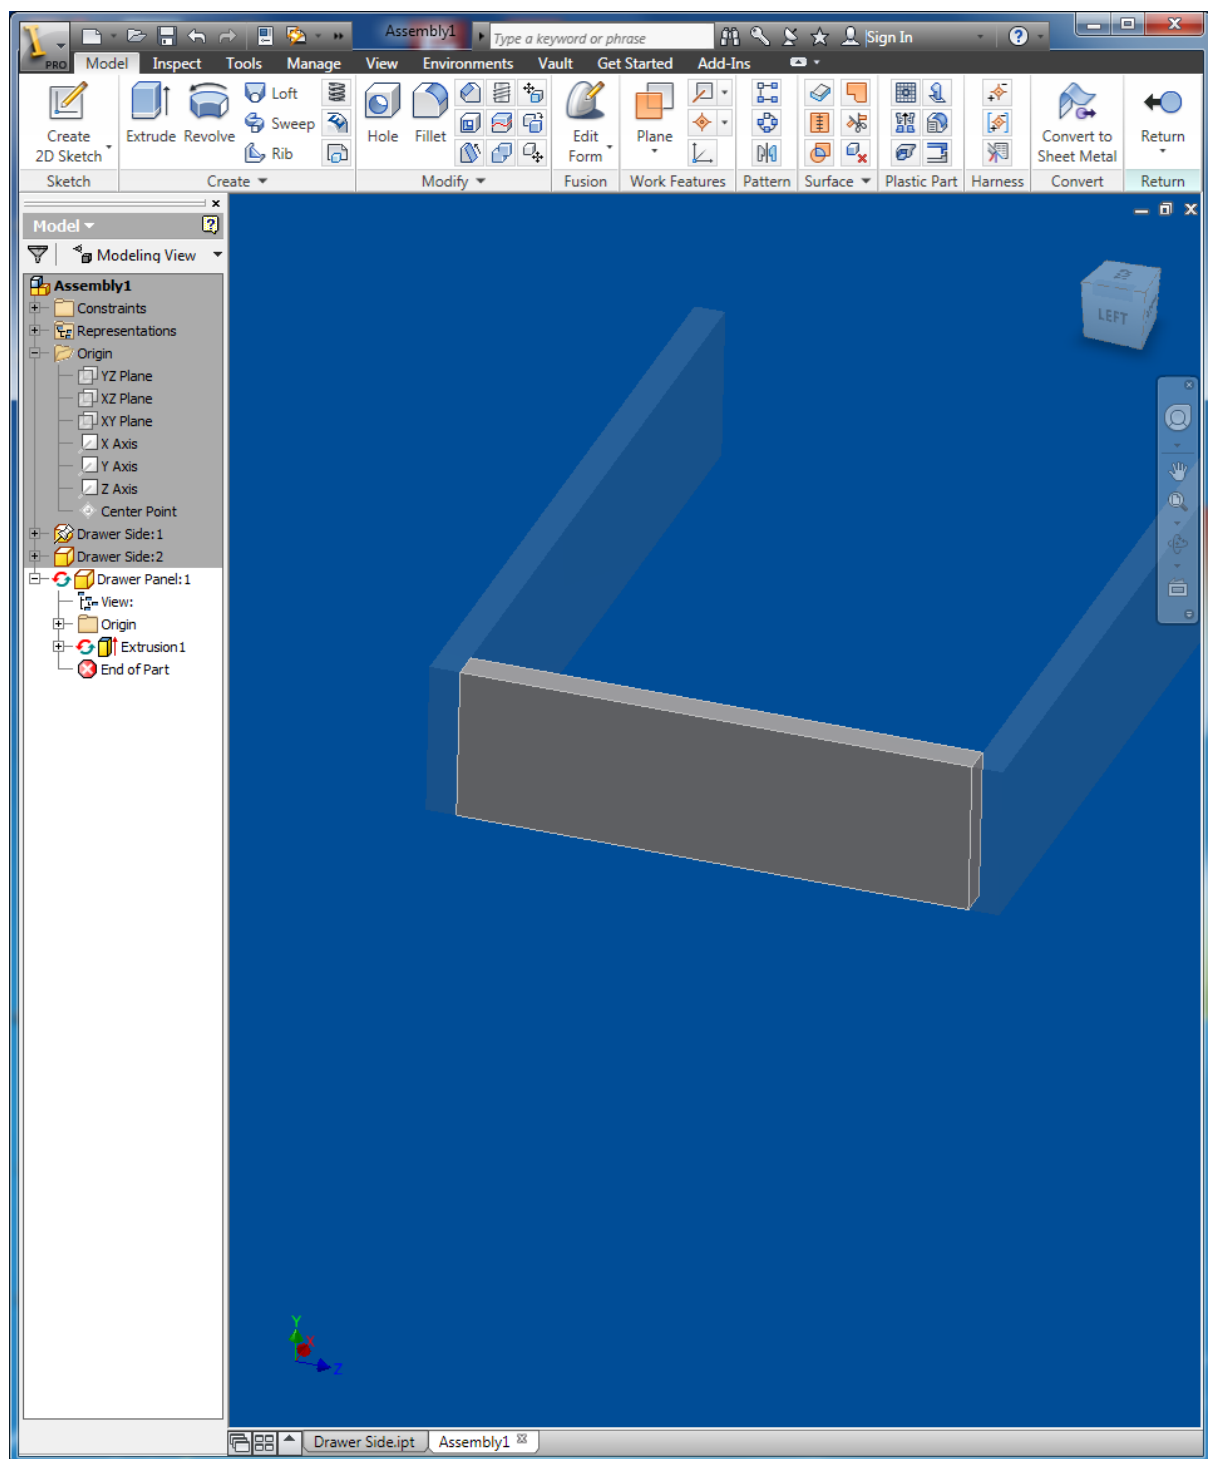 Assembly1
Type a keyword or phrase
Sign In
PRO
Model Inspect Tools Manage View Environments Vault Get Started Add-Ins
Create
2D Sketch
Extrude
Revolve
Loft
Sweep
Rib
Hole
Fillet
Edit
Form
Plane
Convert to
Sheet Metal
Return
Sketch
Create
Modify
Fusion
Work Features
Pattern
Surface
Plastic Part
Harness
Convert
Return
Model
Modeling View
Assembly1
Constraints
Representations
Origin
YZ Plane
XZ Plane
XY Plane
X Axis
Y Axis
Z Axis
Center Point
Drawer Side:1
Drawer Side:2
Drawer Panel:1
View:
Origin
Extrusion1
End of Part
LEFT
Y
X
Z
Drawer Side.ipt
Assembly1